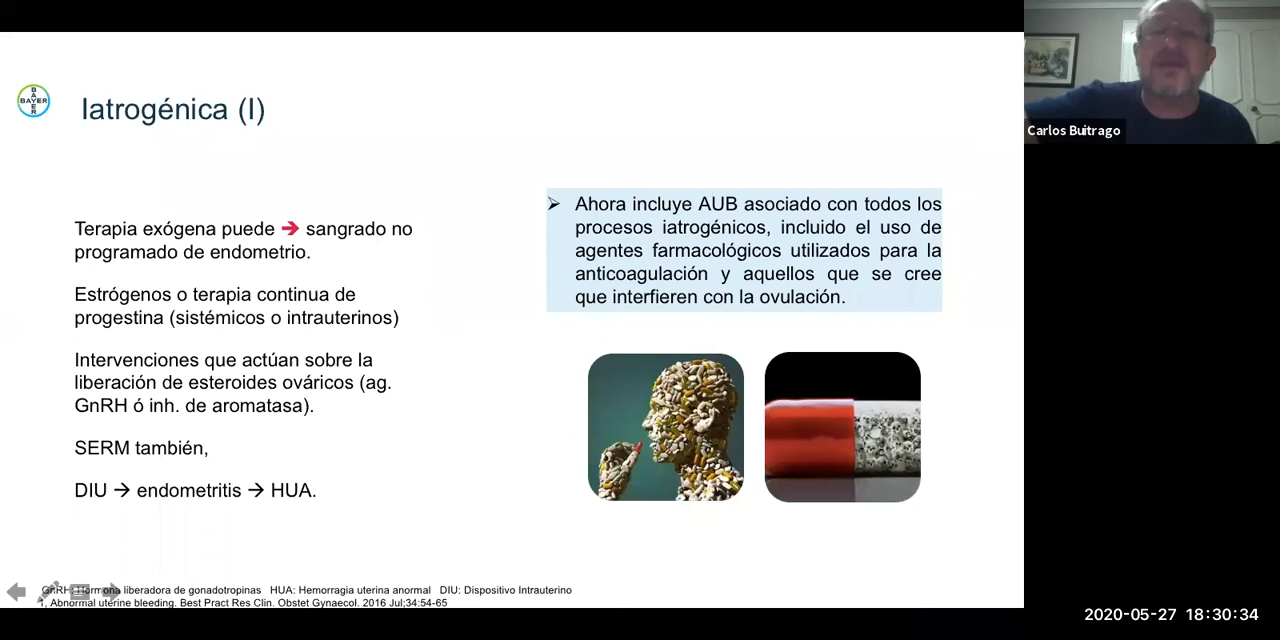 BAYER
Iatrogénica (I)
Terapia exógena puede ➔ sangrado no
programado de endometrio.
Estrógenos o terapia continua de
progestina (sistémicos o intrauterinos)
Intervenciones que actúan sobre la
liberación de esteroides ováricos (ag.
GnRH ó inh. de aromatasa).
SERM también,
DIU → endometritis → HUA.
➢ Ahora incluye AUB asociado con todos los
procesos iatrogénicos, incluido el uso de
agentes farmacológicos utilizados para la
anticoagulación y aquellos que se cree
que interfieren con la ovulación.
GnRH: Hormona liberadora de gonadotropinas HUA: Hemorragia uterina anormal DIU: Dispositivo Intrauterino
Abnormal uterine bleeding. Best Pract Res Clin. Obstet Gynaecol. 2016 Jul;34:54-65
Carlos Buitrago
2020-05-27 18:30:34